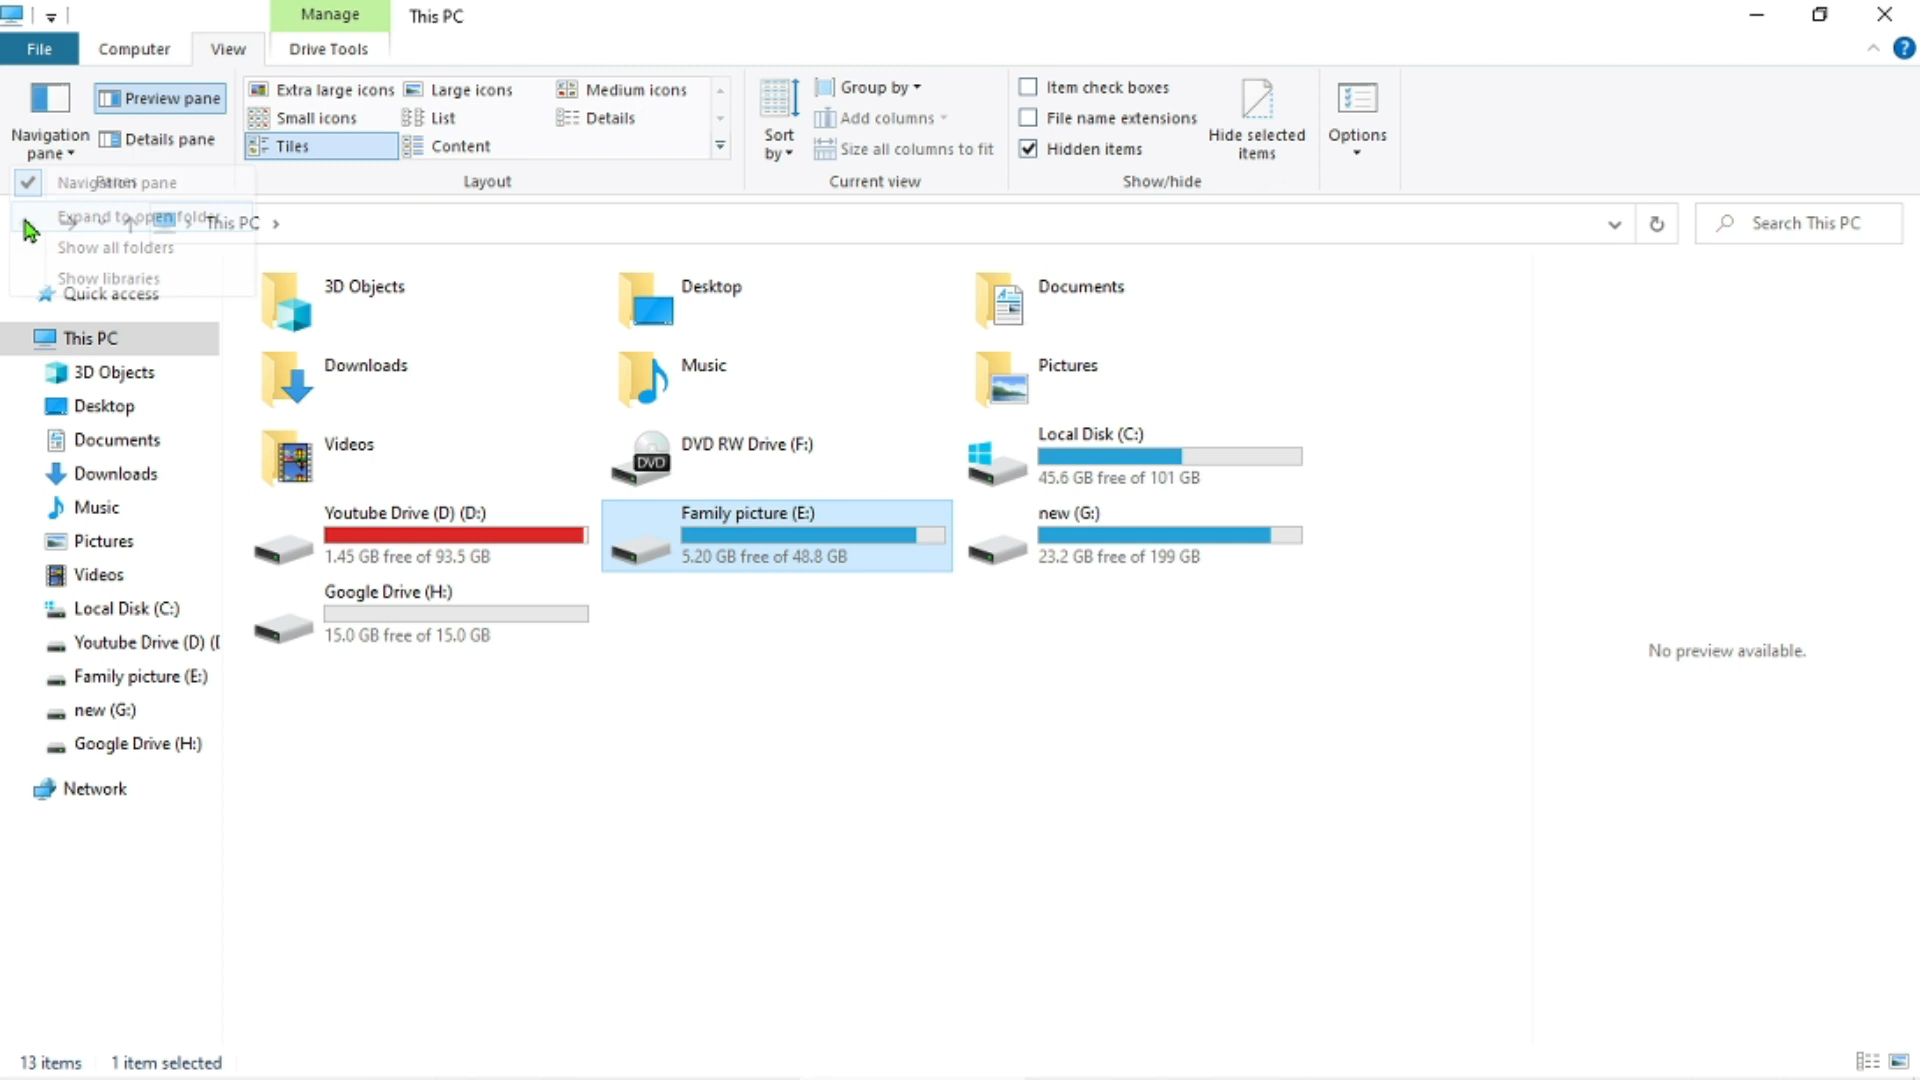 Manage
This PC
File
Computer
View
Drive Tools
Navigation pane
Preview pane
Details pane
Extra large icons
Large icons
Medium icons
Small icons
List
Details
Tiles
Content
Sort by
Group by
Add columns
Size all columns to fit
Item check boxes
File name extensions
Hidden items
Hide selected items
Options
Panes
Layout
Current view
Show/hide
Navigation pane
Expand to open folder
Show all folders
Show libraries
This PC
Search This PC
Quick access
This PC
3D Objects
Desktop
Documents
Downloads
Music
Pictures
Videos
Local Disk (C:)
Youtube Drive (D) (
Family picture (E:)
new (G:)
Google Drive (H:)
Network
3D Objects
Desktop
Documents
Downloads
Music
Pictures
Videos
DVD RW Drive (F:)
DVD
Local Disk (C:)
45.6 GB free of 101 GB
Youtube Drive (D) (D:)
1.45 GB free of 93.5 GB
Family picture (E:)
5.20 GB free of 48.8 GB
new (G:)
23.2 GB free of 199 GB
Google Drive (H:)
15.0 GB free of 15.0 GB
No preview available.
13 items
1 item selected